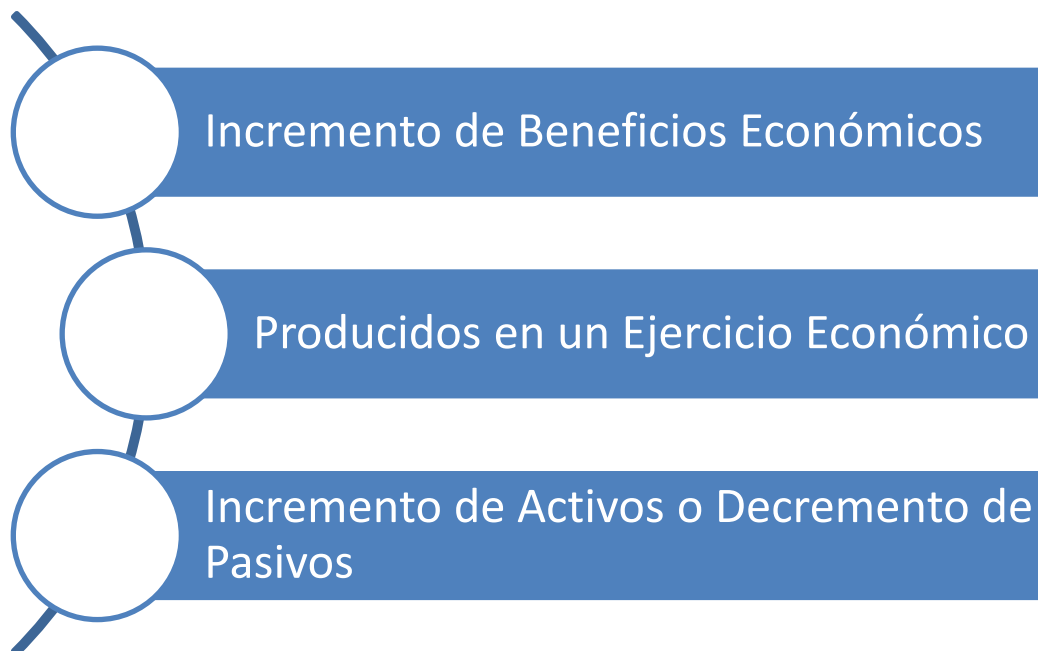 Incremento de Beneficios Económicos
Producidos en un Ejercicio Económico
Incremento de Activos o Decremento de
Pasivos